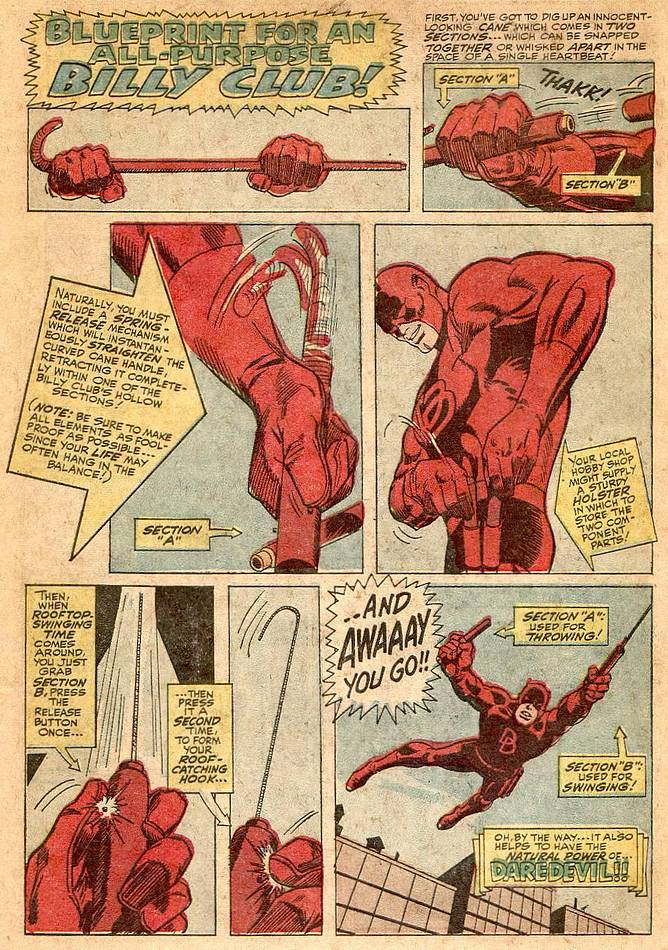 BLUEPRINT FOR AN
ALL-PURPOSE
BILLY CLUB!
FIRST, YOU'VE GOT TO DIG UP AN INNOCENT-
LOOKING CANE WHICH COMES IN TWO
SECTIONS... WHICH CAN BE SNAPPED
TOGETHER OR WHISKED APART IN THE
SPACE OF A SINGLE HEARTBEAT!
SECTION "A"
THAKK!
SECTION "B"
NATURALLY, YOU MUST
INCLUDE A SPRING-
RELEASE MECHANISM
WHICH WILL INSTANTAN-
EOUSLY STRAIGHTEN THE
CURVED CANE HANDLE,
RETRACTING IT COMPLETE-
LY WITHIN ONE OF THE
BILLY CLUB'S HOLLOW
SECTIONS!
(NOTE: BE SURE TO MAKE
ALL ELEMENTS AS FOOL-
PROOF AS POSSIBLE...
SINCE YOUR LIFE MAY
OFTEN HANG IN THE
BALANCE!)
SECTION
"A"
YOUR LOCAL
HOBBY SHOP
MIGHT SUPPLY
A STURDY
HOLSTER
IN WHICH TO
STORE THE
TWO COM-
PONENT
PARTS!
THEN,
WHEN
ROOFTOP-
SWINGING
TIME
COMES
AROUND,
YOU JUST
GRAB
SECTION
B, PRESS
THE
RELEASE
BUTTON
ONCE...
...THEN
PRESS
IT A
SECOND
TIME,
TO FORM
YOUR
ROOF-
CATCHING
HOOK...
...AND
AWAAAY
YOU GO!!
SECTION "A":
USED FOR
THROWING!
B
SECTION "B":
USED FOR
SWINGING!
OH, BY THE WAY...IT ALSO
HELPS TO HAVE THE
NATURAL POWER OF...
DAREDEVIL!!